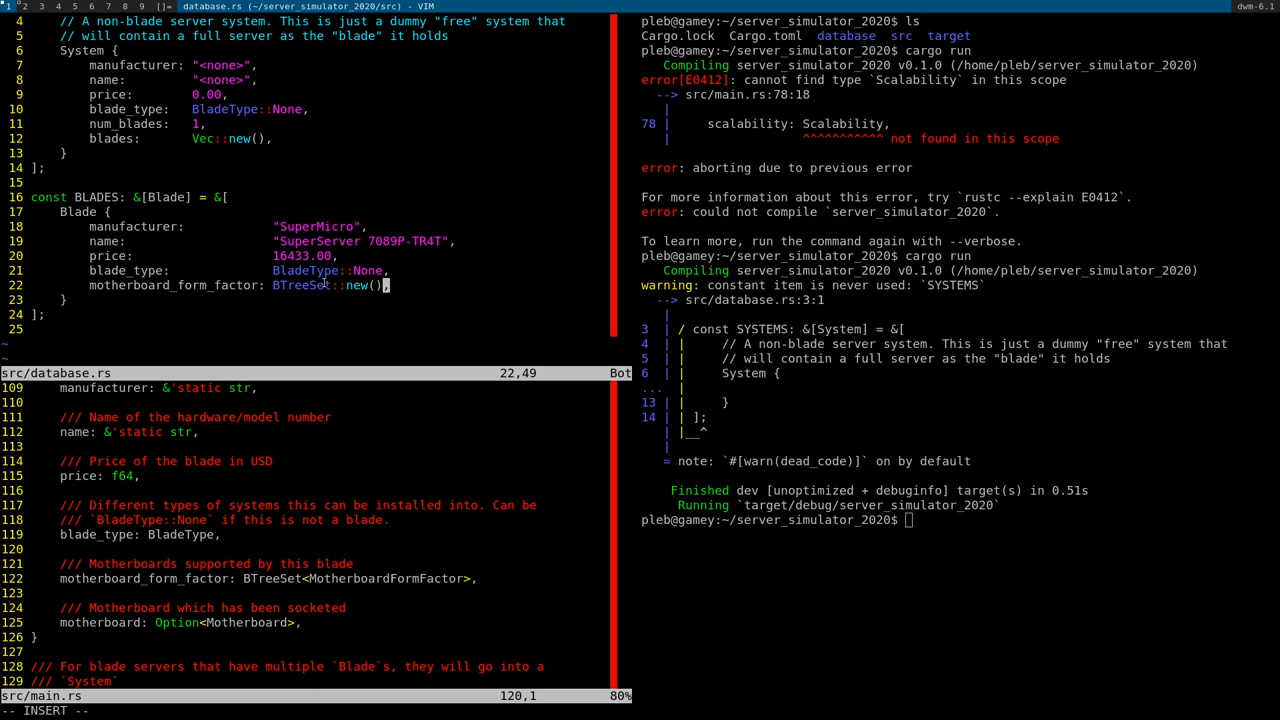 1 2 3 4 5 6 7 8 9 []= database.rs (~/server_simulator_2020/src) - VIM dwm-6.1
4 // A non-blade server system. This is just a dummy "free" system that
5 // will contain a full server as the "blade" it holds
6 System {
7 manufacturer: "<none>",
8 name: "<none>",
9 price: 0.00,
10 blade_type: BladeType::None,
11 num_blades: 1,
12 blades: Vec::new(),
13 }
14 ];
15
16 const BLADES: &[Blade] = &[
17 Blade {
18 manufacturer: "SuperMicro",
19 name: "SuperServer 7089P-TR4T",
20 price: 16433.00,
21 blade_type: BladeType::None,
22 motherboard_form_factor: BTreeSet::new(),
23 }
24 ];
25
~
~
src/database.rs 22,49 Bot
109 manufacturer: &'static str,
110
111 /// Name of the hardware/model number
112 name: &'static str,
113
114 /// Price of the blade in USD
115 price: f64,
116
117 /// Different types of systems this can be installed into. Can be
118 /// `BladeType::None` if this is not a blade.
119 blade_type: BladeType,
120
121 /// Motherboards supported by this blade
122 motherboard_form_factor: BTreeSet<MotherboardFormFactor>,
123
124 /// Motherboard which has been socketed
125 motherboard: Option<Motherboard>,
126 }
127
128 /// For blade servers that have multiple `Blade`s, they will go into a
129 /// `System`
src/main.rs 120,1 80%
-- INSERT --
pleb@gamey:~/server_simulator_2020$ ls
Cargo.lock Cargo.toml database src target
pleb@gamey:~/server_simulator_2020$ cargo run
Compiling server_simulator_2020 v0.1.0 (/home/pleb/server_simulator_2020)
error[E0412]: cannot find type `Scalability` in this scope
--> src/main.rs:78:18
|
78 | scalability: Scalability,
| ^^^^^^^^^^^ not found in this scope
error: aborting due to previous error
For more information about this error, try `rustc --explain E0412`.
error: could not compile `server_simulator_2020`.
To learn more, run the command again with --verbose.
pleb@gamey:~/server_simulator_2020$ cargo run
Compiling server_simulator_2020 v0.1.0 (/home/pleb/server_simulator_2020)
warning: constant item is never used: `SYSTEMS`
--> src/database.rs:3:1
|
3 | / const SYSTEMS: &[System] = &[
4 | | // A non-blade server system. This is just a dummy "free" system that
5 | | // will contain a full server as the "blade" it holds
6 | | System {
... |
13 | | }
14 | | ];
| |__^
|
= note: `#[warn(dead_code)]` on by default
Finished dev [unoptimized + debuginfo] target(s) in 0.51s
Running `target/debug/server_simulator_2020`
pleb@gamey:~/server_simulator_2020$